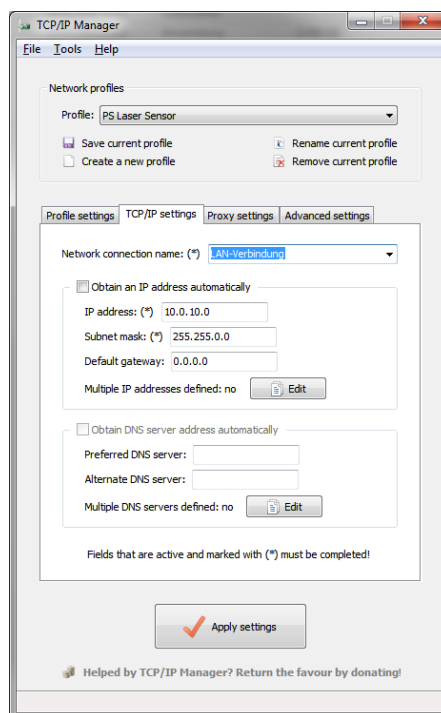 TCP/IP Manager
File Tools Help
Network profiles
Profile: PS Laser Sensor
Save current profile Rename current profile
Create a new profile Remove current profile
Profile settings TCP/IP settings Proxy settings Advanced settings
Network connection name: (*) LAN-Verbindung
Obtain an IP address automatically
IP address: (*) 10.0.10.0
Subnet mask: (*) 255.255.0.0
Default gateway: 0.0.0.0
Multiple IP addresses defined: no Edit
Obtain DNS server address automatically
Preferred DNS server:
Alternate DNS server:
Multiple DNS servers defined: no Edit
Fields that are active and marked with (*) must be completed!
Apply settings
Helped by TCP/IP Manager? Return the favour by donating!